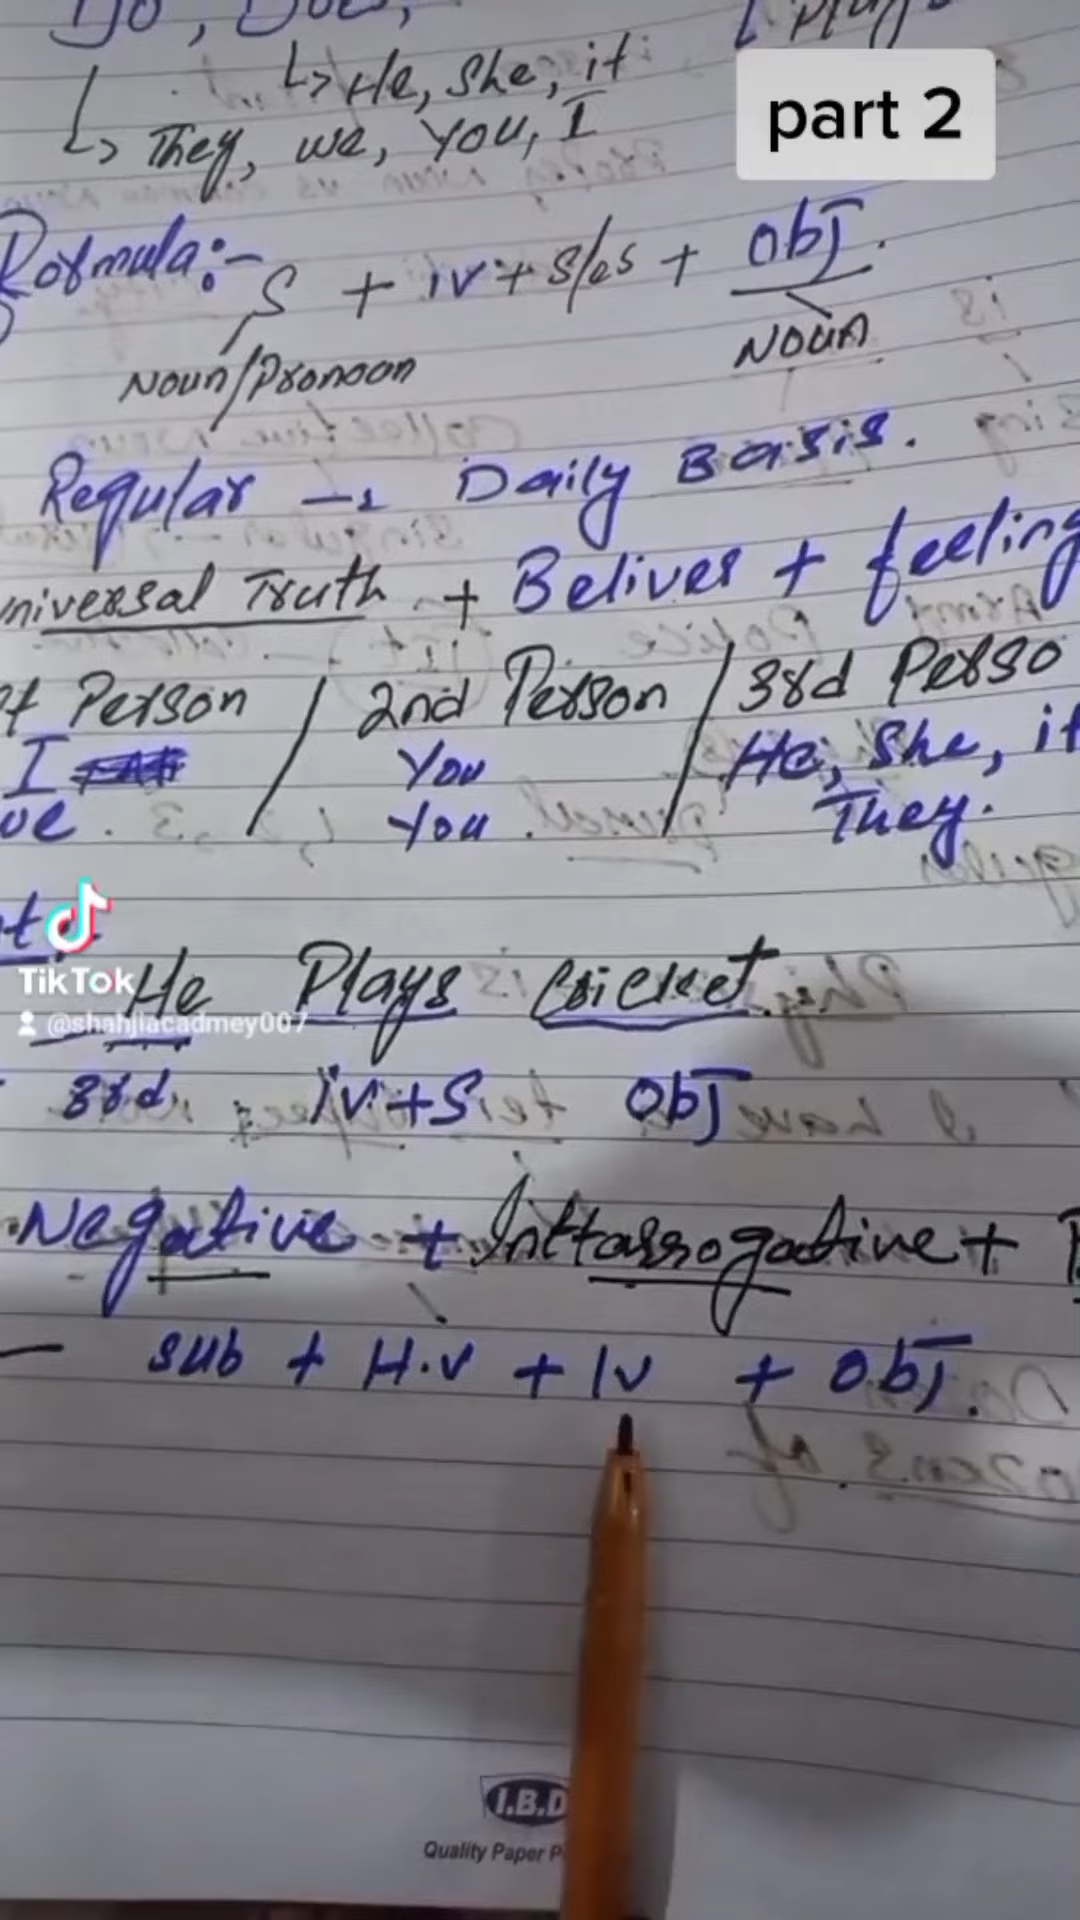 Do, Does,
↳ He, She, it
part 2
↳ They, we, You, I
Formula:-
S + iv + s/es + Obj.
Noun/Pronoun
Noun
Regular → Daily Basis.
niversal Truth + Belives + feeling
st Person / 2nd Person / 3rd Perso
I You He, She, it
we. You. They.
TikTok
@shahjiacadmey007
He Plays Cricket.
3rd. iv+S Obj
Negative + Inttarrogative +
— sub + H.v + Iv + Obj.
I.B.D
Quality Paper P